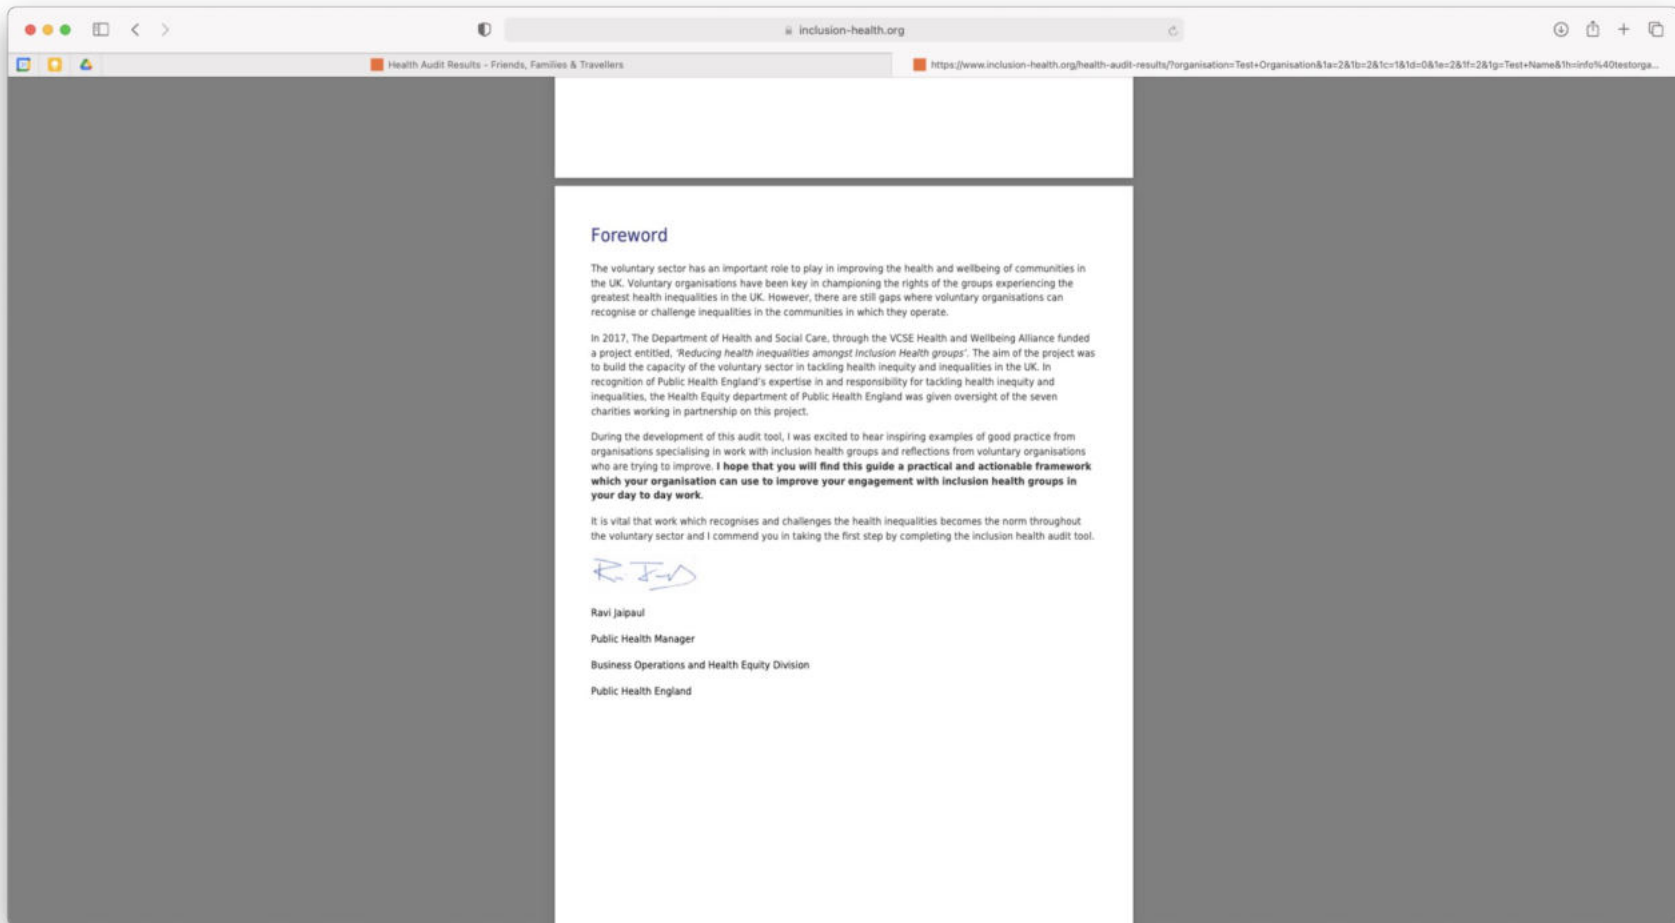 inclusion-health.org
Health Audit Results - Friends, Families & Travellers
https://www.inclusion-health.org/health-audit-results/?organisation=Test+Organisation&1a=2&1b=2&1c=1&1d=0&1e=2&1f=2&1g=Test+Name&1h=info%40testorga...
Foreword
The voluntary sector has an important role to play in improving the health and wellbeing of communities in
the UK. Voluntary organisations have been key in championing the rights of the groups experiencing the
greatest health inequalities in the UK. However, there are still gaps where voluntary organisations can
recognise or challenge inequalities in the communities in which they operate.
In 2017, The Department of Health and Social Care, through the VCSE Health and Wellbeing Alliance funded
a project entitled, ‘Reducing health inequalities amongst Inclusion Health groups’. The aim of the project was
to build the capacity of the voluntary sector in tackling health inequity and inequalities in the UK. In
recognition of Public Health England’s expertise in and responsibility for tackling health inequity and
inequalities, the Health Equity department of Public Health England was given oversight of the seven
charities working in partnership on this project.
During the development of this audit tool, I was excited to hear inspiring examples of good practice from
organisations specialising in work with inclusion health groups and reflections from voluntary organisations
who are trying to improve. I hope that you will find this guide a practical and actionable framework
which your organisation can use to improve your engagement with inclusion health groups in
your day to day work.
It is vital that work which recognises and challenges the health inequalities becomes the norm throughout
the voluntary sector and I commend you in taking the first step by completing the inclusion health audit tool.
Ravi Jaipaul
Public Health Manager
Business Operations and Health Equity Division
Public Health England